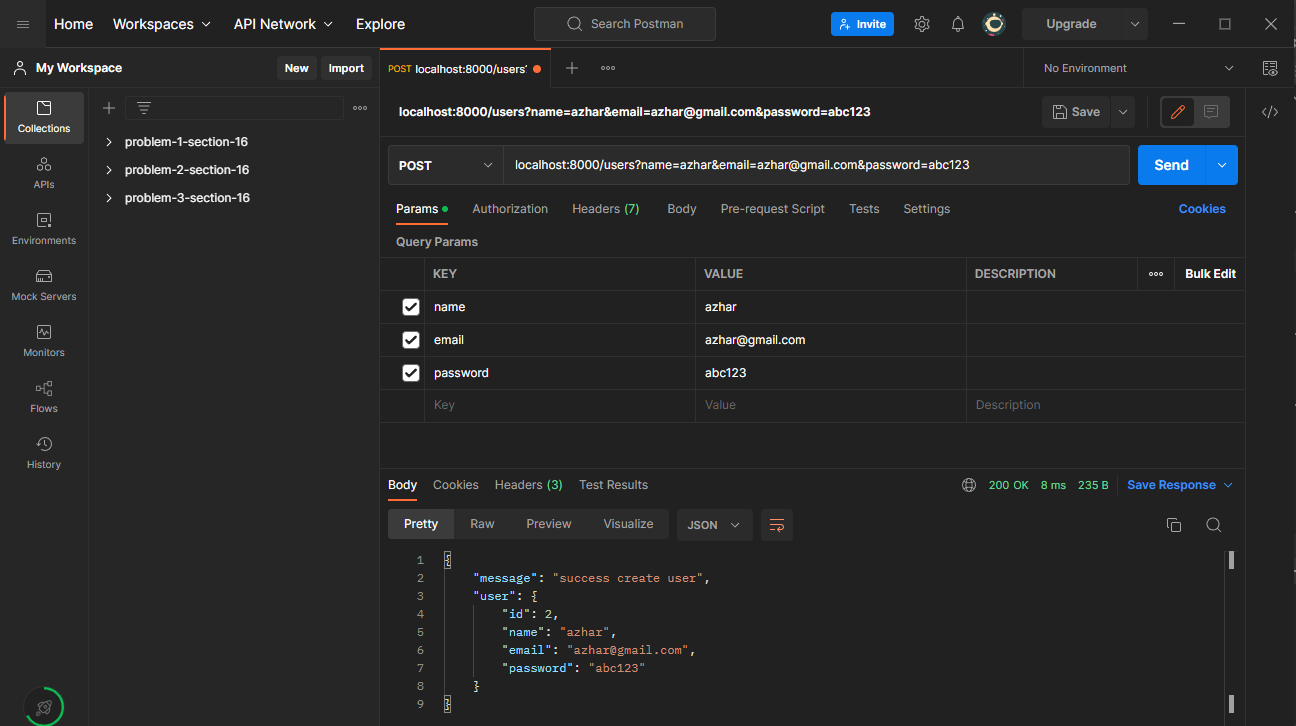 Home Workspaces API Network Explore Search Postman Invite Upgrade
My Workspace New Import POST localhost:8000/users? No Environment
Collections
APIs
Environments
Mock Servers
Monitors
Flows
History
problem-1-section-16
problem-2-section-16
problem-3-section-16
localhost:8000/users?name=azhar&email=azhar@gmail.com&password=abc123 Save
POST localhost:8000/users?name=azhar&email=azhar@gmail.com&password=abc123 Send
Params Authorization Headers (7) Body Pre-request Script Tests Settings Cookies
Query Params
KEY VALUE DESCRIPTION Bulk Edit
name azhar
email azhar@gmail.com
password abc123
Key Value Description
Body Cookies Headers (3) Test Results 200 OK 8 ms 235 B Save Response
Pretty Raw Preview Visualize JSON
1 {
2 "message": "success create user",
3 "user": {
4 "id": 2,
5 "name": "azhar",
6 "email": "azhar@gmail.com",
7 "password": "abc123"
8 }
9 }